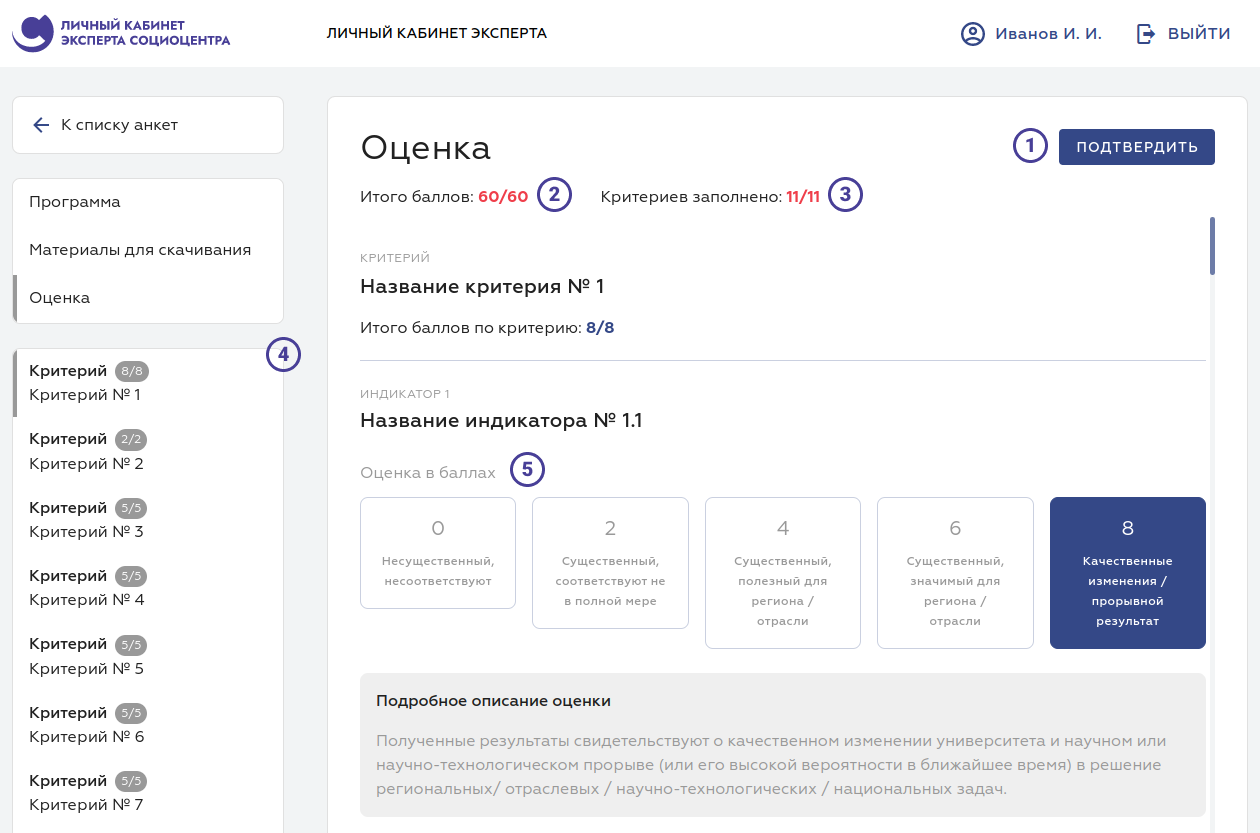 ЛИЧНЫЙ КАБИНЕТ
ЭКСПЕРТА СОЦИОЦЕНТРА
ЛИЧНЫЙ КАБИНЕТ ЭКСПЕРТА
Иванов И. И.
ВЫЙТИ
К списку анкет
Программа
Материалы для скачивания
Оценка
4
Критерий 8/8
Критерий № 1
Критерий 2/2
Критерий № 2
Критерий 5/5
Критерий № 3
Критерий 5/5
Критерий № 4
Критерий 5/5
Критерий № 5
Критерий 5/5
Критерий № 6
Критерий 5/5
Критерий № 7
Оценка
1
ПОДТВЕРДИТЬ
Итого баллов: 60/60 2
Критериев заполнено: 11/11 3
КРИТЕРИЙ
Название критерия № 1
Итого баллов по критерию: 8/8
ИНДИКАТОР 1
Название индикатора № 1.1
Оценка в баллах 5
0
Несущественный,
несоответствуют
2
Существенный,
соответствуют не
в полной мере
4
Существенный,
полезный для
региона /
отрасли
6
Существенный,
значимый для
региона /
отрасли
8
Качественные
изменения /
прорывной
результат
Подробное описание оценки
Полученные результаты свидетельствуют о качественном изменении университета и научном или
научно-технологическом прорыве (или его высокой вероятности в ближайшее время) в решение
региональных/ отраслевых / научно-технологических / национальных задач.